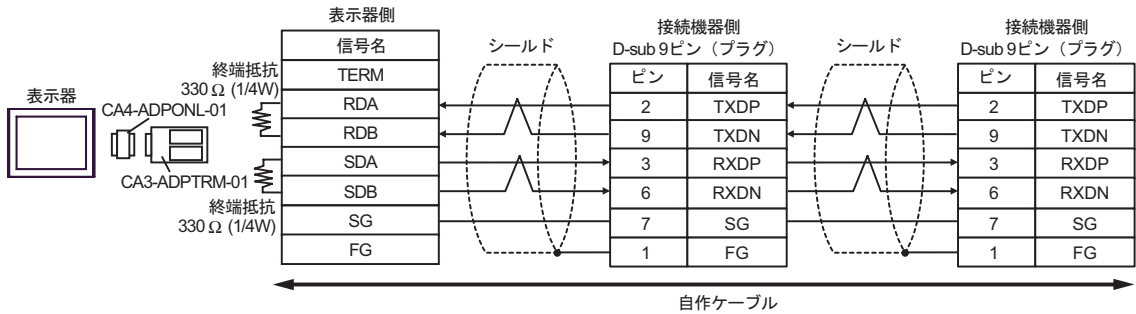 表示器側
信号名
TERM
RDA
RDB
SDA
SDB
SG
FG
表示器
CA4-ADPONL-01
CA3-ADPTRM-01
終端抵抗
330 Ω (1/4W)
終端抵抗
330 Ω (1/4W)
シールド
接続機器側
D-sub 9ピン（プラグ）
ピン 信号名
2 TXDP
9 TXDN
3 RXDP
6 RXDN
7 SG
1 FG
シールド
接続機器側
D-sub 9ピン（プラグ）
ピン 信号名
2 TXDP
9 TXDN
3 RXDP
6 RXDN
7 SG
1 FG
自作ケーブル